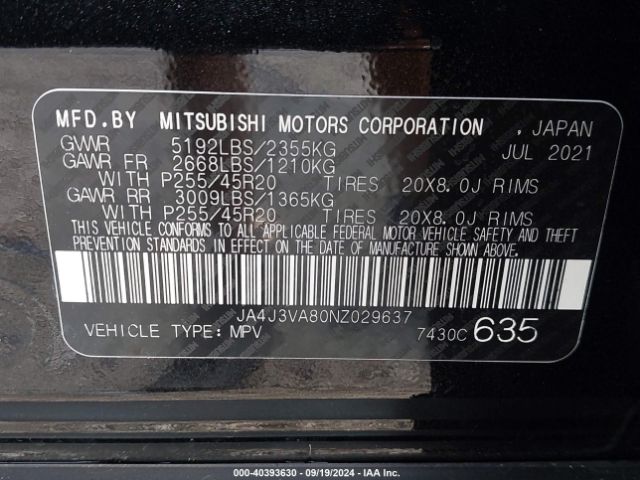 MFD.BY MITSUBISHI MOTORS CORPORATION , JAPAN
GVWR 5192LBS/2355KG JUL 2021
GAWR FR 2668LBS/1210KG
WITH P255/45R20 TIRES 20X8.0J RIMS
GAWR RR 3009LBS/1365KG
WITH P255/45R20 TIRES 20X8.0J RIMS
THIS VEHICLE CONFORMS TO ALL APPLICABLE FEDERAL MOTOR VEHICLE SAFETY AND THEFT
PREVENTION STANDARDS IN EFFECT ON THE DATE OF MANUFACTURE SHOWN ABOVE.
JA4J3VA80NZ029637
VEHICLE TYPE: MPV 7430C 635
000-40393630 - 09/19/2024 - IAA Inc.